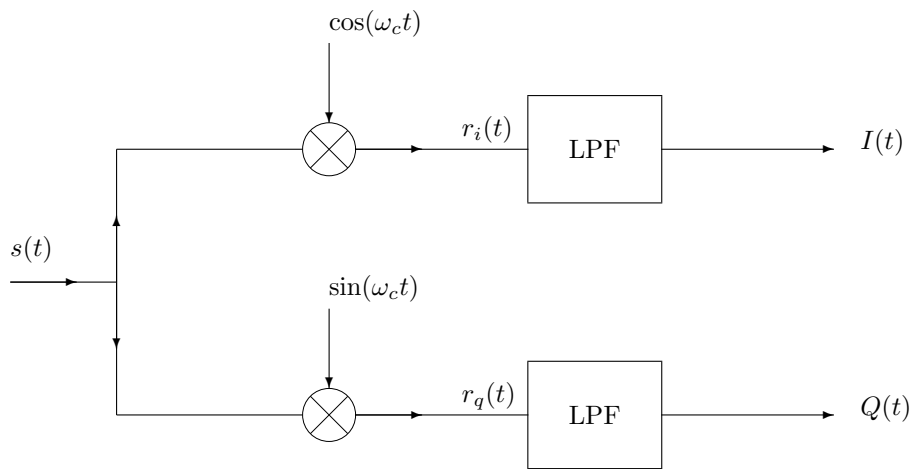 cos(ω_c t)
r_i(t)
LPF
I(t)
s(t)
sin(ω_c t)
r_q(t)
LPF
Q(t)